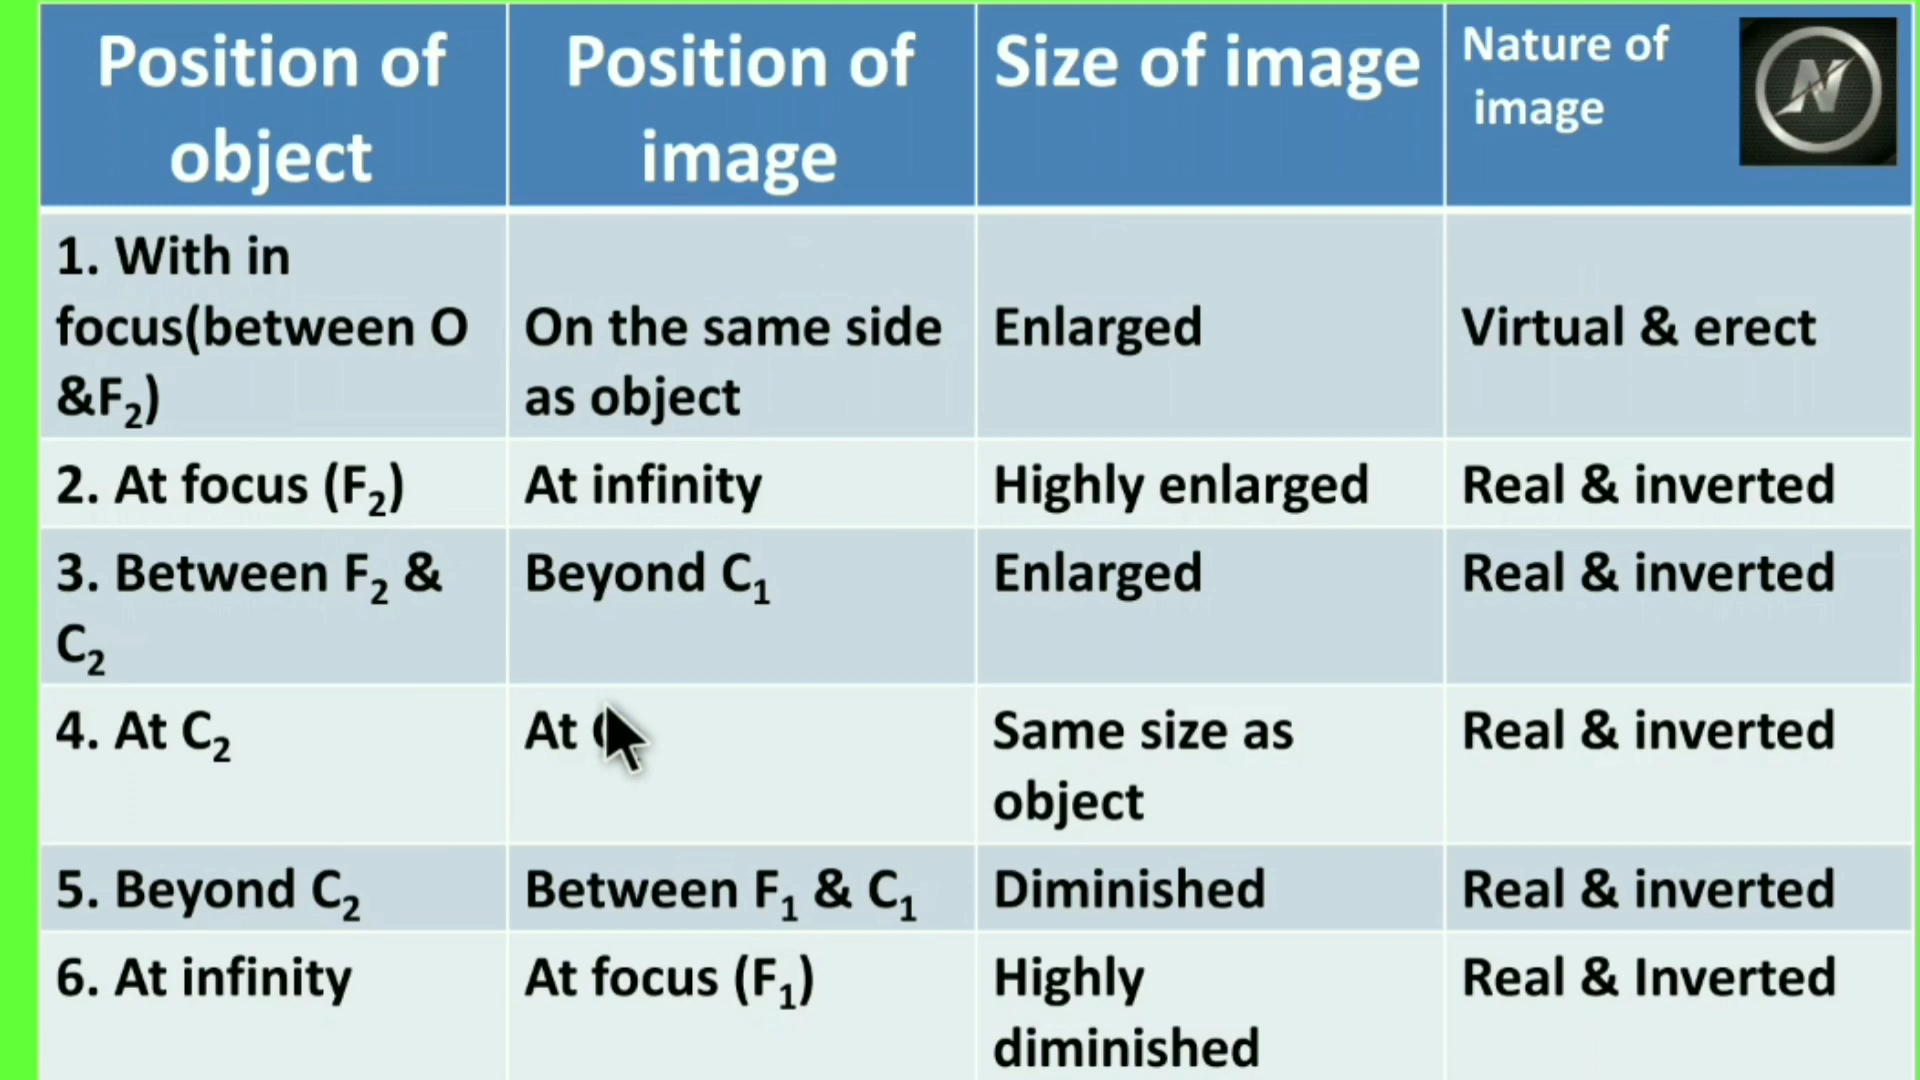 Position of object
Position of image
Size of image
Nature of image
N
1. With in focus(between O &F₂)
On the same side as object
Enlarged
Virtual & erect
2. At focus (F₂)
At infinity
Highly enlarged
Real & inverted
3. Between F₂ & C₂
Beyond C₁
Enlarged
Real & inverted
4. At C₂
At
Same size as object
Real & inverted
5. Beyond C₂
Between F₁ & C₁
Diminished
Real & inverted
6. At infinity
At focus (F₁)
Highly diminished
Real & Inverted